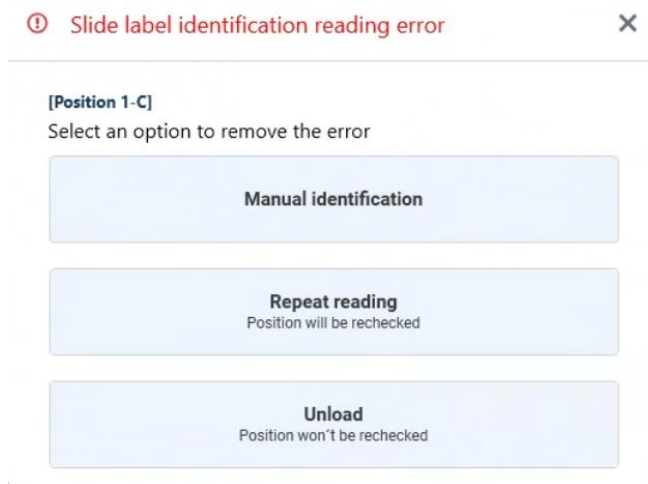 Slide label identification reading error
[Position 1-C]
Select an option to remove the error
Manual identification
Repeat reading
Position will be rechecked
Unload
Position won´t be rechecked